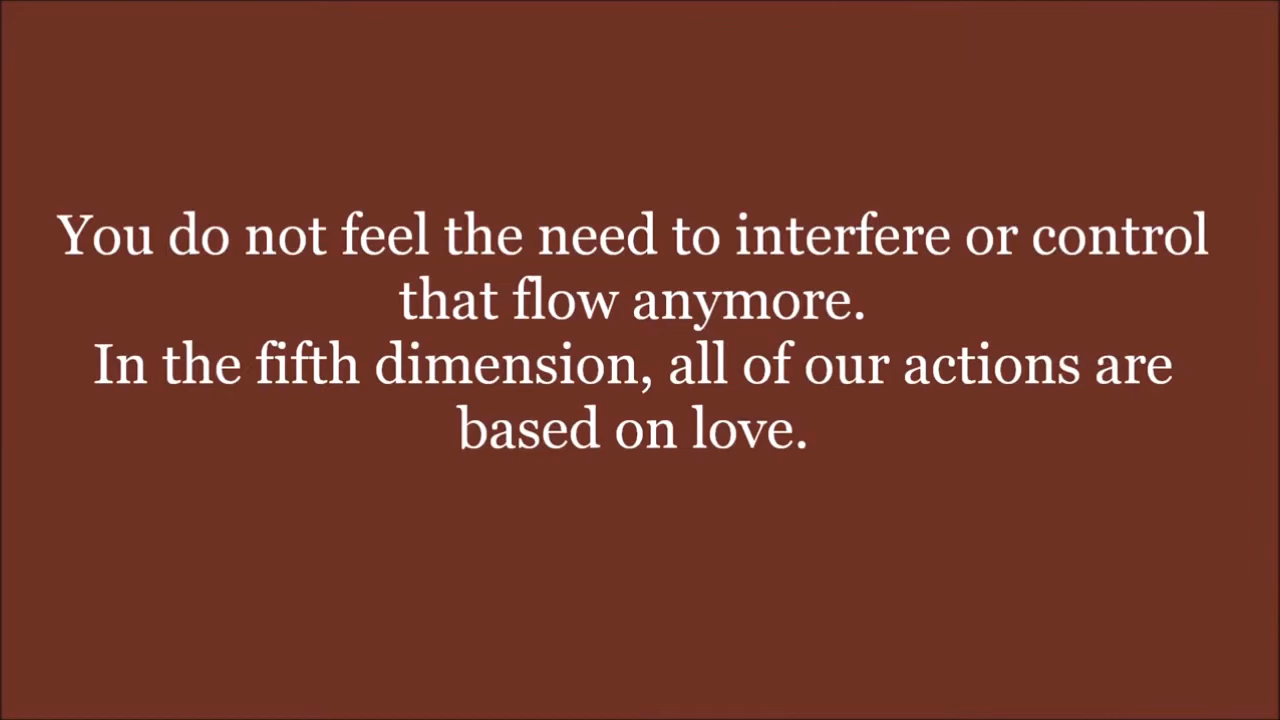 You do not feel the need to interfere or control
that flow anymore.
In the fifth dimension, all of our actions are
based on love.